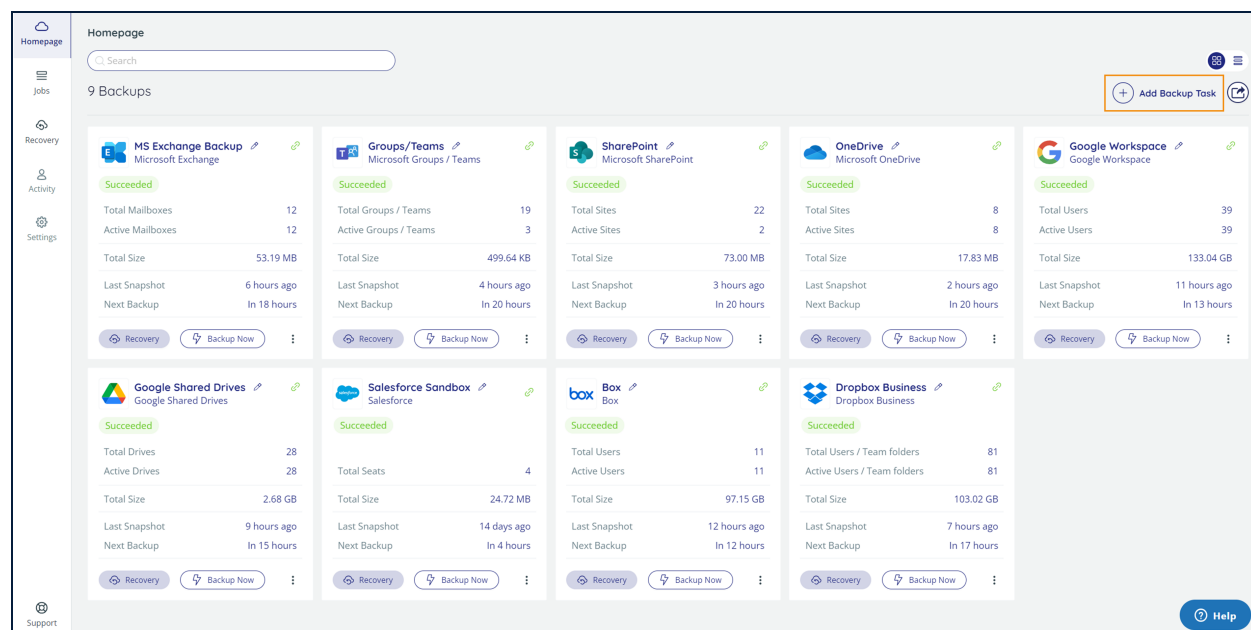 Homepage
Jobs
Recovery
Activity
Settings
Support
Homepage
Search
9 Backups
Add Backup Task
MS Exchange Backup
Microsoft Exchange
Succeeded
Total Mailboxes 12
Active Mailboxes 12
Total Size 53.19 MB
Last Snapshot 6 hours ago
Next Backup In 18 hours
Recovery Backup Now
Groups/Teams
Microsoft Groups / Teams
Succeeded
Total Groups / Teams 19
Active Groups / Teams 3
Total Size 499.64 KB
Last Snapshot 4 hours ago
Next Backup In 20 hours
Recovery Backup Now
SharePoint
Microsoft SharePoint
Succeeded
Total Sites 22
Active Sites 2
Total Size 73.00 MB
Last Snapshot 3 hours ago
Next Backup In 20 hours
Recovery Backup Now
OneDrive
Microsoft OneDrive
Succeeded
Total Sites 8
Active Sites 8
Total Size 17.83 MB
Last Snapshot 2 hours ago
Next Backup In 20 hours
Recovery Backup Now
Google Workspace
Google Workspace
Succeeded
Total Users 39
Active Users 39
Total Size 133.04 GB
Last Snapshot 11 hours ago
Next Backup In 13 hours
Recovery Backup Now
Google Shared Drives
Google Shared Drives
Succeeded
Total Drives 28
Active Drives 28
Total Size 2.68 GB
Last Snapshot 9 hours ago
Next Backup In 15 hours
Recovery Backup Now
salesforce Salesforce Sandbox
Salesforce
Succeeded
Total Seats 4
Total Size 24.72 MB
Last Snapshot 14 days ago
Next Backup In 4 hours
Recovery Backup Now
box Box
Box
Succeeded
Total Users 11
Active Users 11
Total Size 97.15 GB
Last Snapshot 12 hours ago
Next Backup In 12 hours
Recovery Backup Now
Dropbox Business
Dropbox Business
Succeeded
Total Users / Team folders 81
Active Users / Team folders 81
Total Size 103.02 GB
Last Snapshot 7 hours ago
Next Backup In 17 hours
Recovery Backup Now
Help